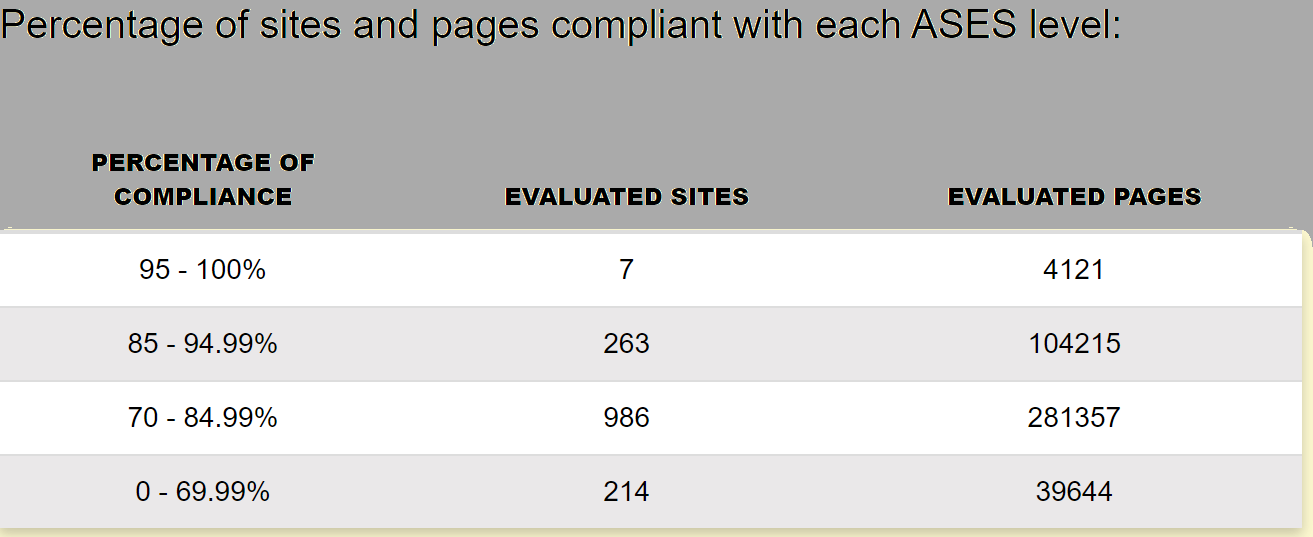 Percentage of sites and pages compliant with each ASES level:
PERCENTAGE OF
COMPLIANCE EVALUATED SITES EVALUATED PAGES
95 - 100% 7 4121
85 - 94.99% 263 104215
70 - 84.99% 986 281357
0 - 69.99% 214 39644